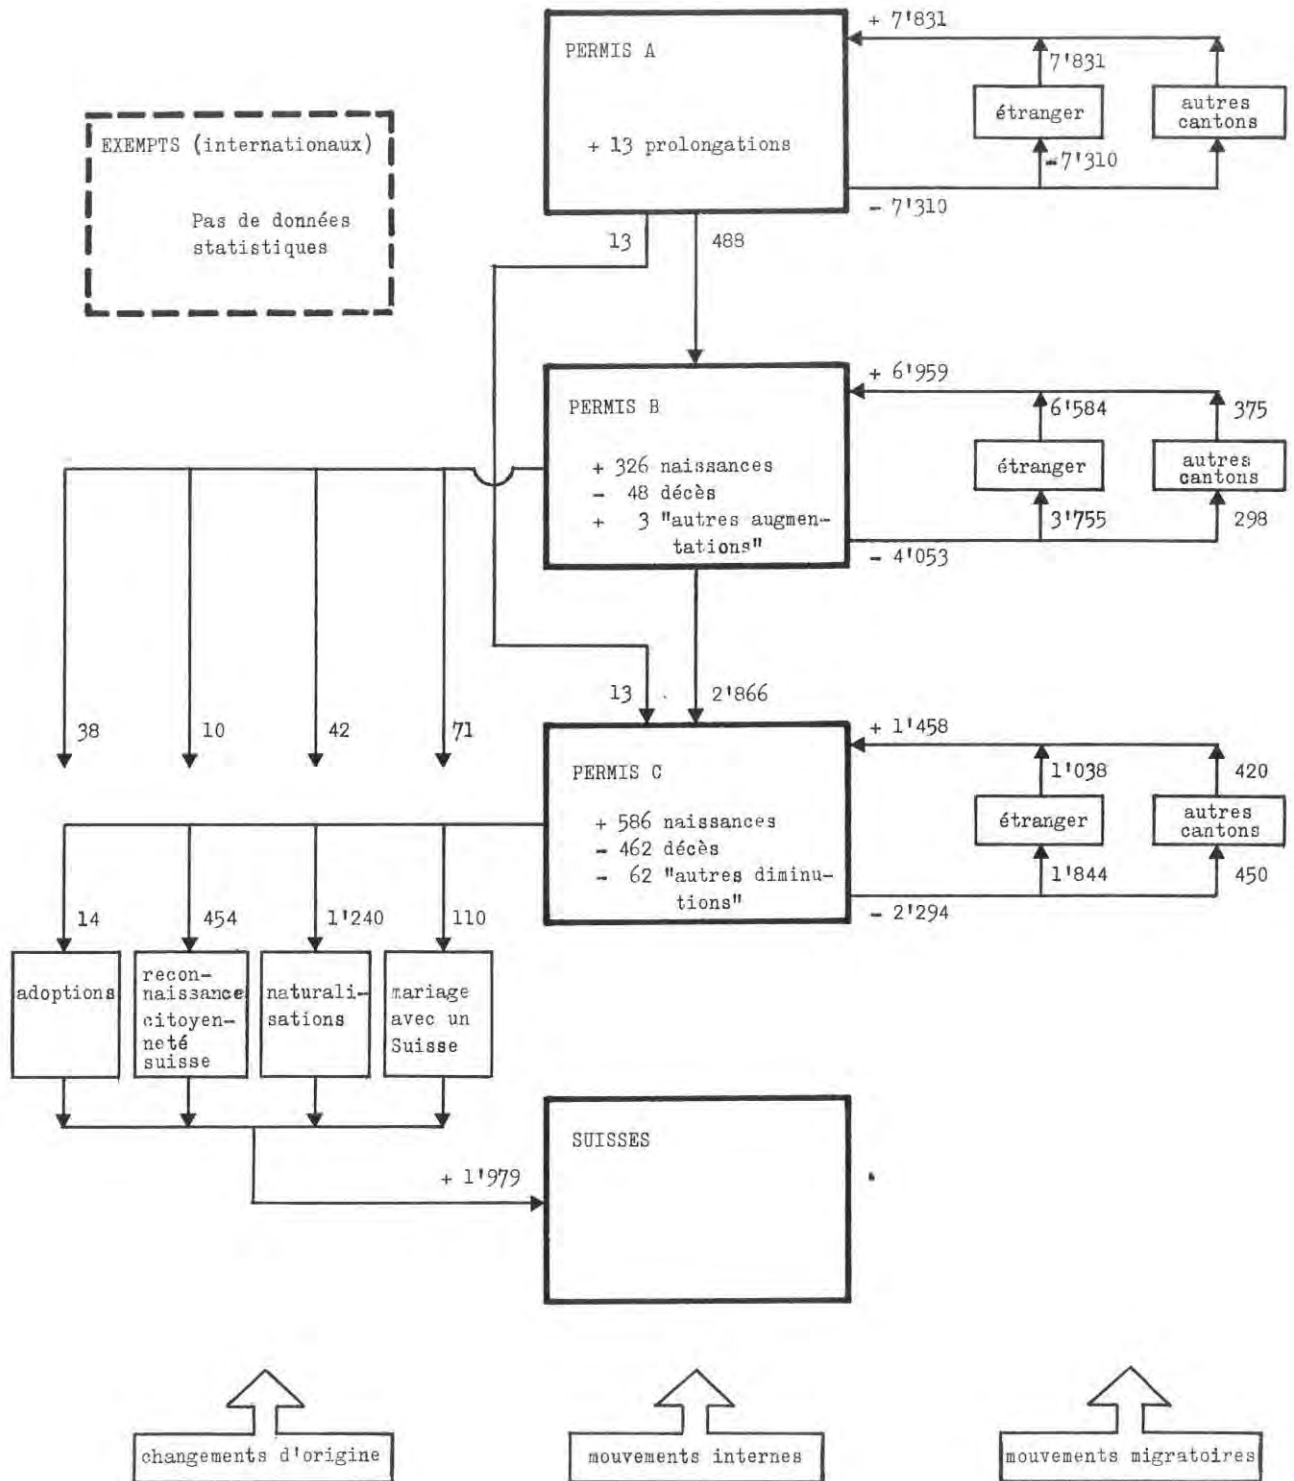 + 7'831
PERMIS A
7'831
étranger
autres
cantons
EXEMPTS (internationaux)
+ 13 prolongations
-7'310
Pas de données
statistiques
- 7'310
13
488
+ 6'959
PERMIS B
6'584
375
+ 326 naissances
- 48 décès
+ 3 "autres augmen-
tations"
étranger
autres
cantons
3'755
298
- 4'053
13
2'866
38
10
42
71
+ 1'458
PERMIS C
1'038
420
+ 586 naissances
- 462 décès
- 62 "autres diminu-
tions"
étranger
autres
cantons
1'844
450
- 2'294
14
454
1'240
110
adoptions
recon-
naissance
citoyen-
neté
suisse
naturali-
sations
mariage
avec un
Suisse
SUISSES
+ 1'979
changements d'origine
mouvements internes
mouvements migratoires